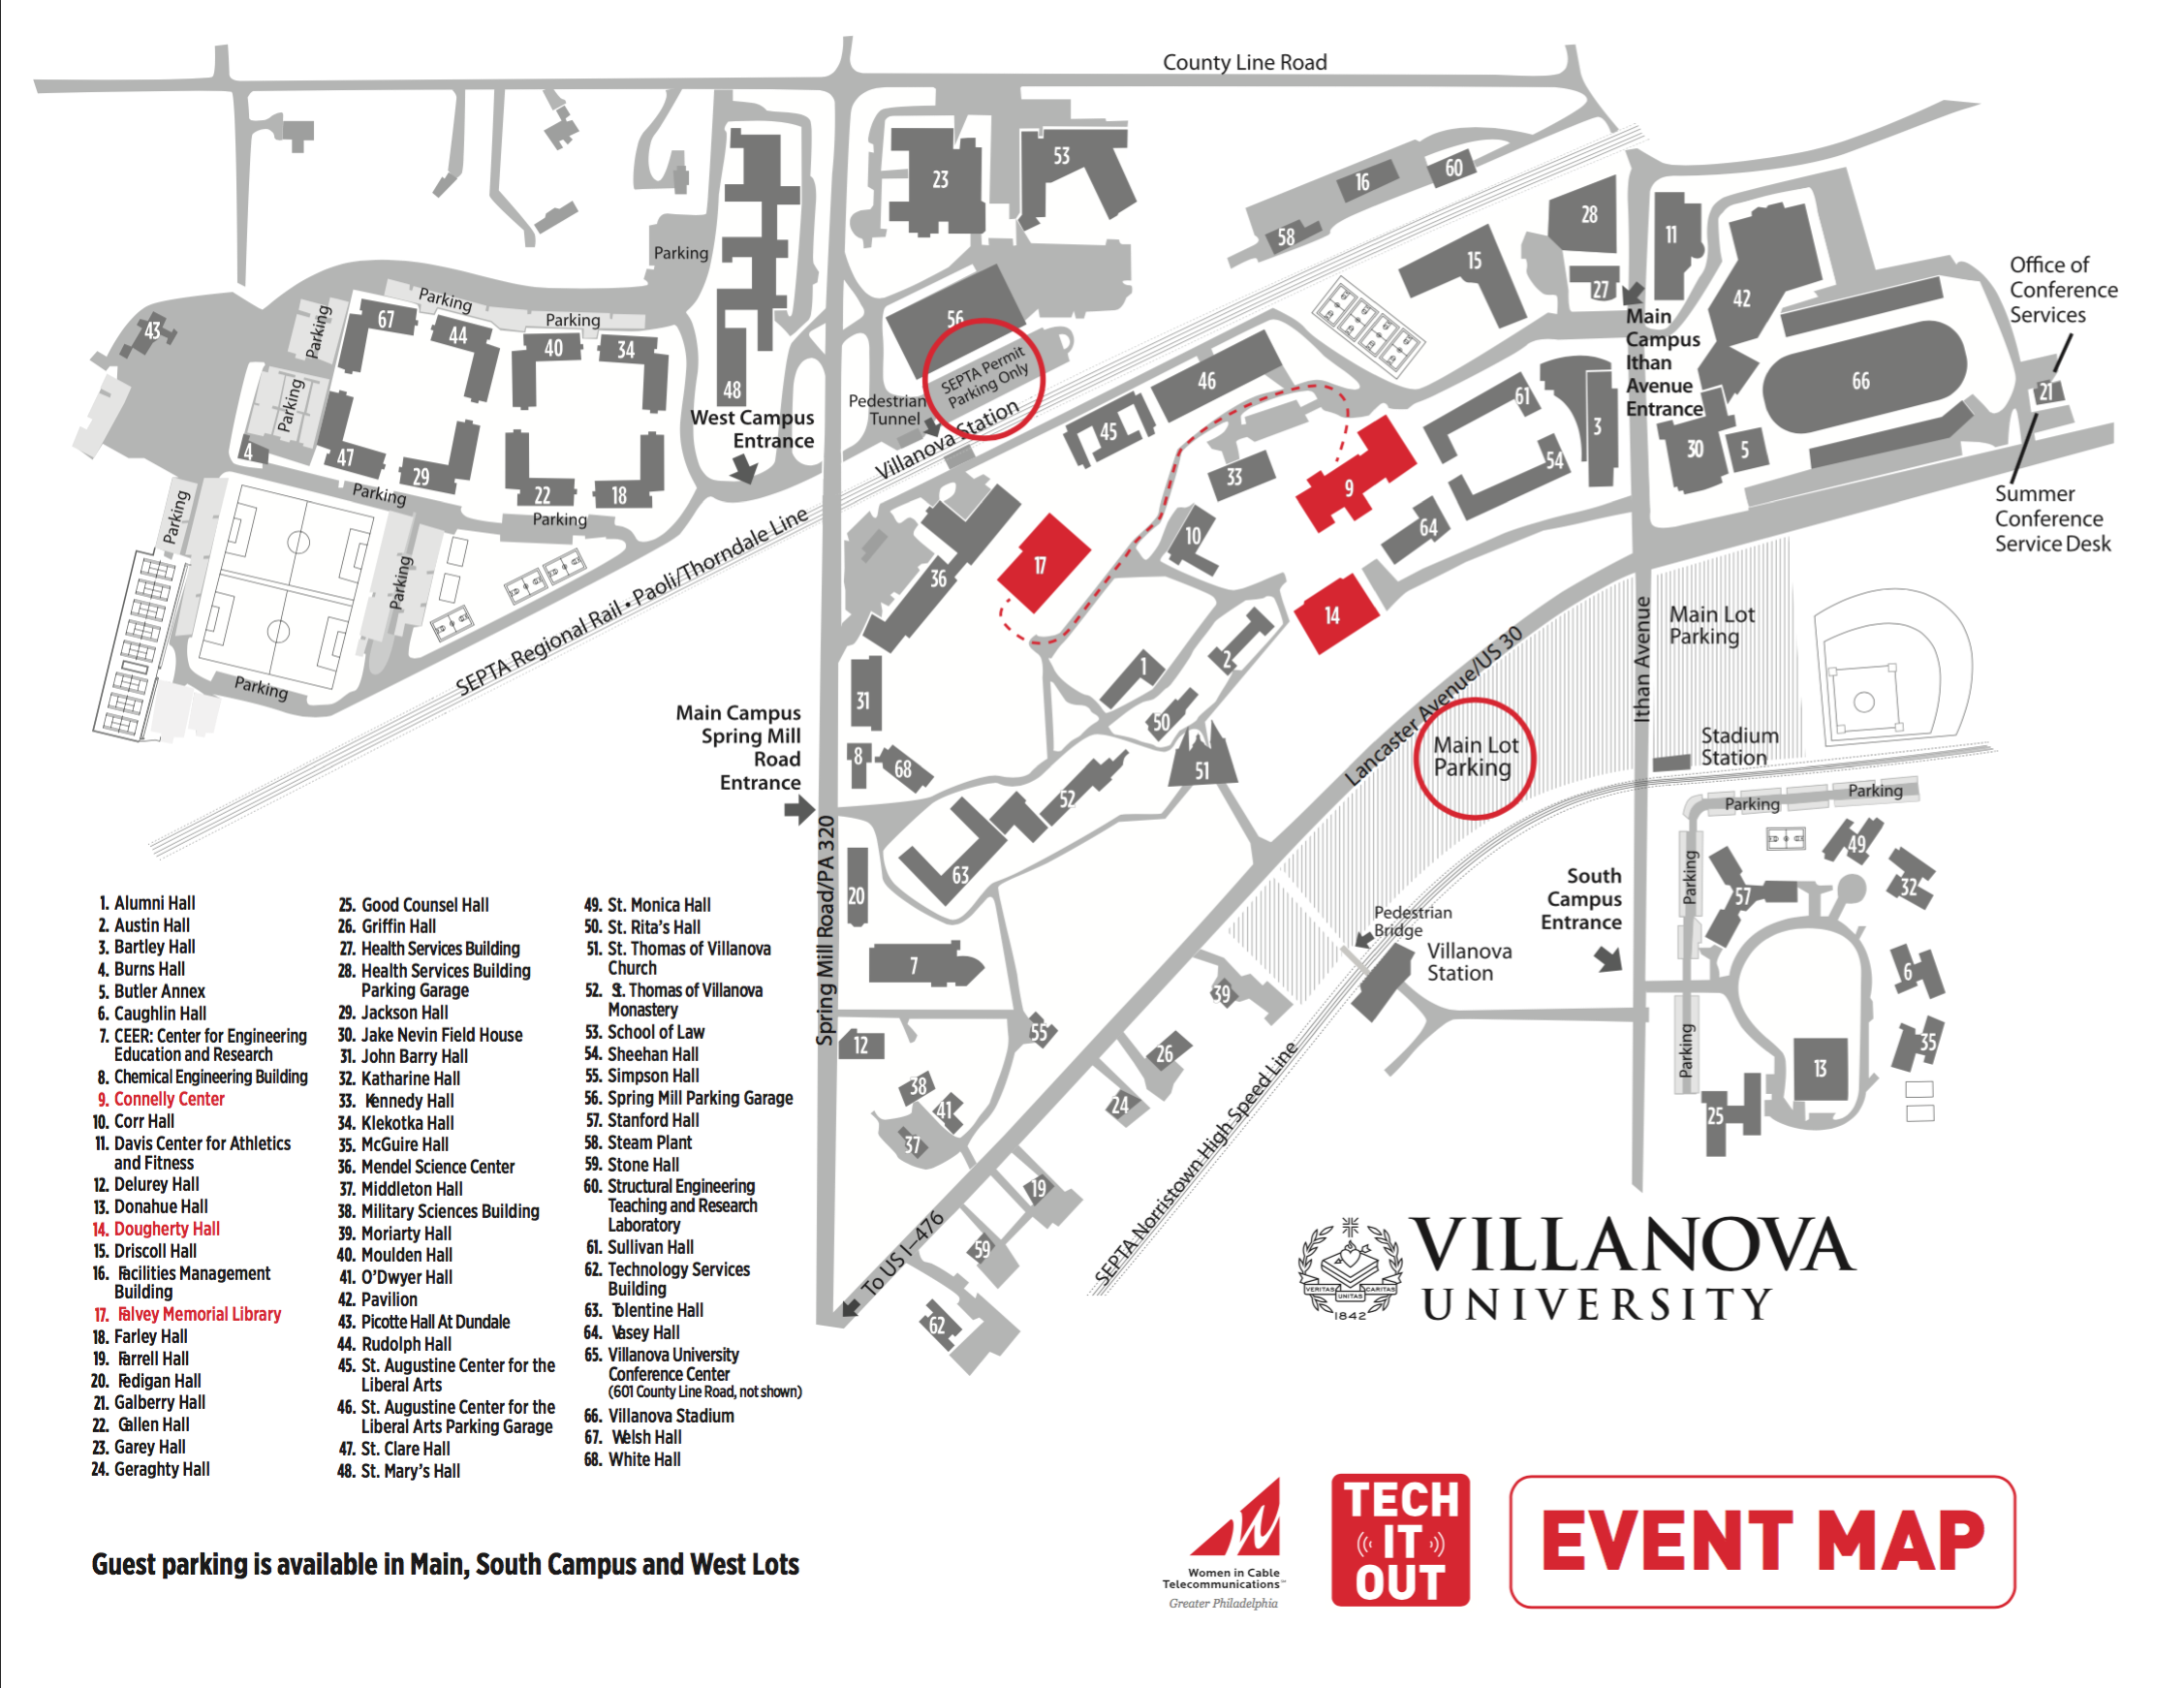 County Line Road
53
23
60
16
28
11
58
15
Parking
27
42
Office of
Conference
Services
43
Parking
67
44
Parking
Parking
40
34
48
56
SEPTA Permit
Parking Only
Main
Campus
Ithan
Avenue
Entrance
66
21
Parking
4
47
29
West Campus
Entrance
Pedestrian
Tunnel
Villanova Station
46
45
61
3
54
30
5
33
9
Parking
22
18
Parking
Parking
Parking
Parking
Summer
Conference
Service Desk
64
10
17
36
14
SEPTA Regional Rail • Paoli/Thorndale Line
Main Lot
Parking
Ithan Avenue
Lancaster Avenue/US 30
1
2
50
31
8
68
51
52
63
20
Main Campus
Spring Mill
Road
Entrance
Spring Mill Road/PA 320
Main Lot
Parking
Stadium
Station
Parking
Parking
Parking
49
57
32
South
Campus
Entrance
Pedestrian
Bridge
Villanova
Station
7
39
6
12
55
26
38
41
37
24
Parking
35
13
25
19
59
62
To US I–476
SEPTA Norristown High Speed Line
1. Alumni Hall
2. Austin Hall
3. Bartley Hall
4. Burns Hall
5. Butler Annex
6. Caughlin Hall
7. CEER: Center for Engineering
Education and Research
8. Chemical Engineering Building
9. Connelly Center
10. Corr Hall
11. Davis Center for Athletics
and Fitness
12. Delurey Hall
13. Donahue Hall
14. Dougherty Hall
15. Driscoll Hall
16. Facilities Management
Building
17. Falvey Memorial Library
18. Farley Hall
19. Farrell Hall
20. Fedigan Hall
21. Galberry Hall
22. Gallen Hall
23. Garey Hall
24. Geraghty Hall
25. Good Counsel Hall
26. Griffin Hall
27. Health Services Building
28. Health Services Building
Parking Garage
29. Jackson Hall
30. Jake Nevin Field House
31. John Barry Hall
32. Katharine Hall
33. Kennedy Hall
34. Klekotka Hall
35. McGuire Hall
36. Mendel Science Center
37. Middleton Hall
38. Military Sciences Building
39. Moriarty Hall
40. Moulden Hall
41. O'Dwyer Hall
42. Pavilion
43. Picotte Hall At Dundale
44. Rudolph Hall
45. St. Augustine Center for the
Liberal Arts
46. St. Augustine Center for the
Liberal Arts Parking Garage
47. St. Clare Hall
48. St. Mary's Hall
49. St. Monica Hall
50. St. Rita's Hall
51. St. Thomas of Villanova
Church
52. St. Thomas of Villanova
Monastery
53. School of Law
54. Sheehan Hall
55. Simpson Hall
56. Spring Mill Parking Garage
57. Stanford Hall
58. Steam Plant
59. Stone Hall
60. Structural Engineering
Teaching and Research
Laboratory
61. Sullivan Hall
62. Technology Services
Building
63. Tolentine Hall
64. Vasey Hall
65. Villanova University
Conference Center
(601 County Line Road, not shown)
66. Villanova Stadium
67. Welsh Hall
68. White Hall
VERITAS UNITAS CARITAS
1842
VILLANOVA
UNIVERSITY
Guest parking is available in Main, South Campus and West Lots
Women in Cable
Telecommunications™
Greater Philadelphia
TECH
IT
OUT
EVENT MAP